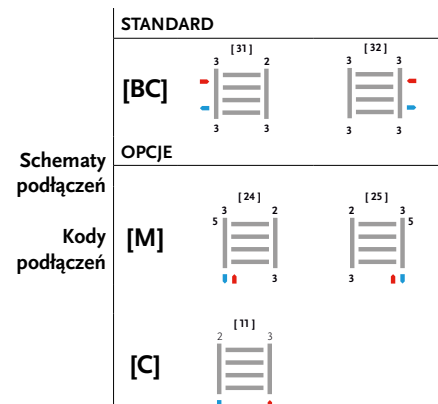 STANDARD
[ 31 ] [ 32 ]
3 2 3 3
[BC]
3 3 3 3
Schematy
podłączeń
Kody
podłączeń
OPCJE
[ 24 ] [ 25 ]
3 2 2 3
5 5
[M]
3 3
[ 11 ]
2 3
[C]